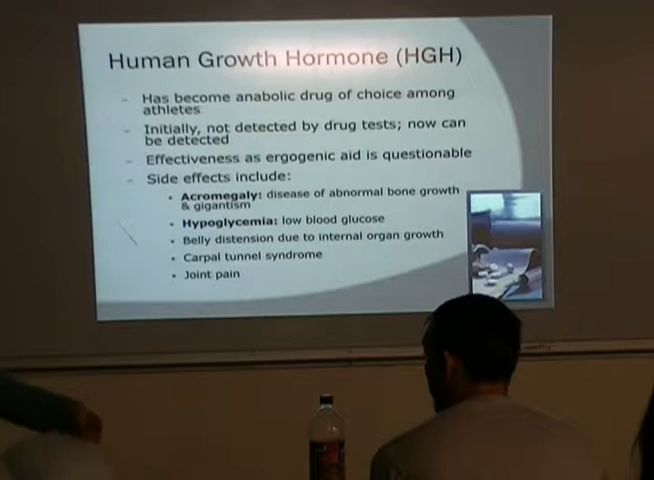 Human Growth Hormone (HGH)
– Has become anabolic drug of choice among
athletes
– Initially, not detected by drug tests; now can
be detected
– Effectiveness as ergogenic aid is questionable
– Side effects include:
• Acromegaly: disease of abnormal bone growth
& gigantism
• Hypoglycemia: low blood glucose
• Belly distension due to internal organ growth
• Carpal tunnel syndrome
• Joint pain